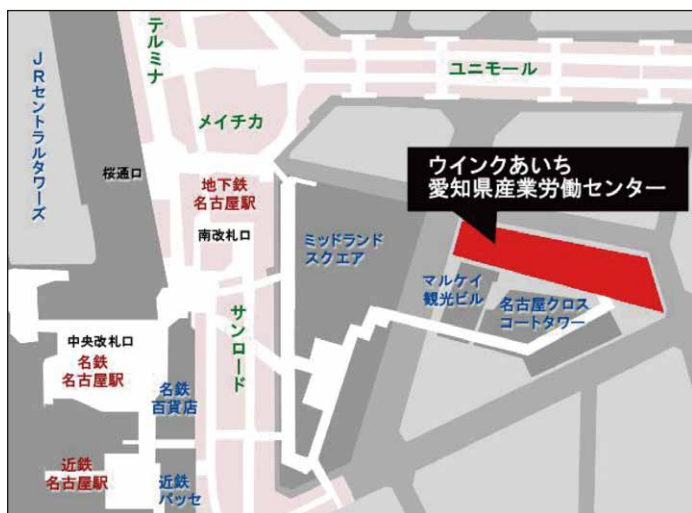 テルミナ
JRセントラルタワーズ
ユニモール
メイチカ
桜通口
地下鉄
名古屋駅
南改札口
ミッドランド
スクエア
ウインクあいち
愛知県産業労働センター
マルケイ
観光ビル
名古屋クロス
コートタワー
サンロード
中央改札口
名鉄
名古屋駅
名鉄
百貨店
近鉄
名古屋駅
近鉄
パッセ